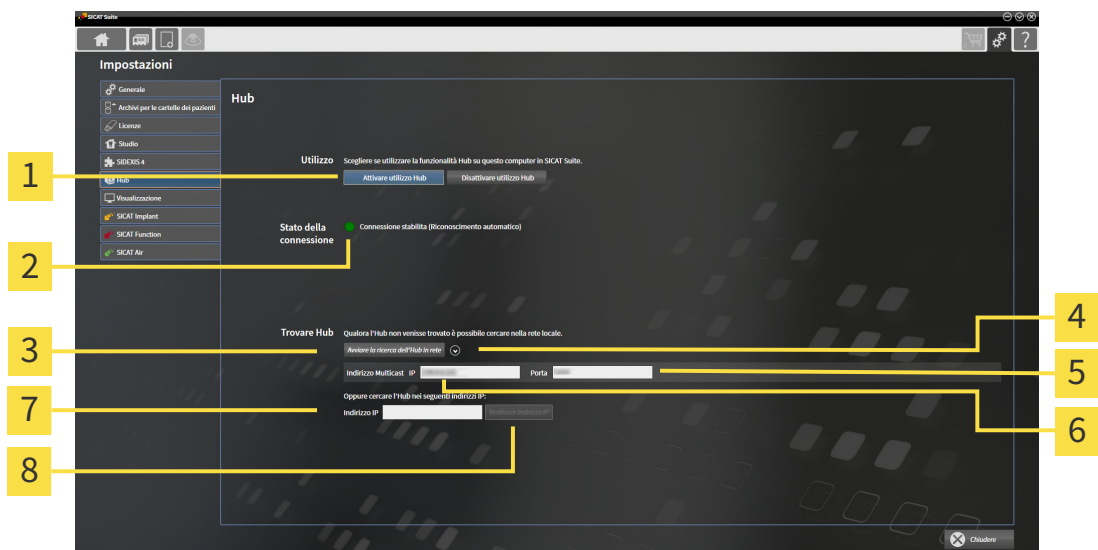 SICAT Suite
?
Impostazioni
Generale
Archivi per le cartelle dei pazienti
Licenze
Studio
SIDEXIS 4
Hub
Visualizzazione
SICAT Implant
SICAT Function
SICAT Air
Hub
Utilizzo Scegliere se utilizzare la funzionalità Hub su questo computer in SICAT Suite.
Attivare utilizzo Hub Disattivare utilizzo Hub
Stato della
connessione
Connessione stabilita (Riconoscimento automatico)
Trovare Hub Qualora l'Hub non venisse trovato è possibile cercare nella rete locale.
Avviare la ricerca dell'Hub in rete
Indirizzo Multicast IP Porta
Oppure cercare l'Hub nei seguenti indirizzi IP:
Indirizzo IP Verificare indirizzo IP
Chiudere
1
2
3
7
8
4
5
6